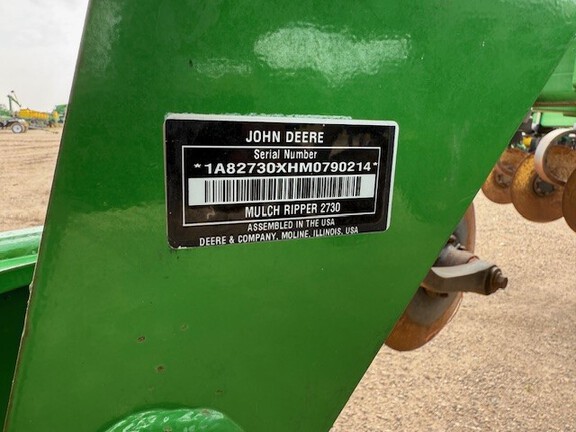 JOHN DEERE
Serial Number
*1A82730XHM0790214*
MULCH RIPPER 2730
ASSEMBLED IN THE USA
DEERE & COMPANY, MOLINE, ILLINOIS, USA